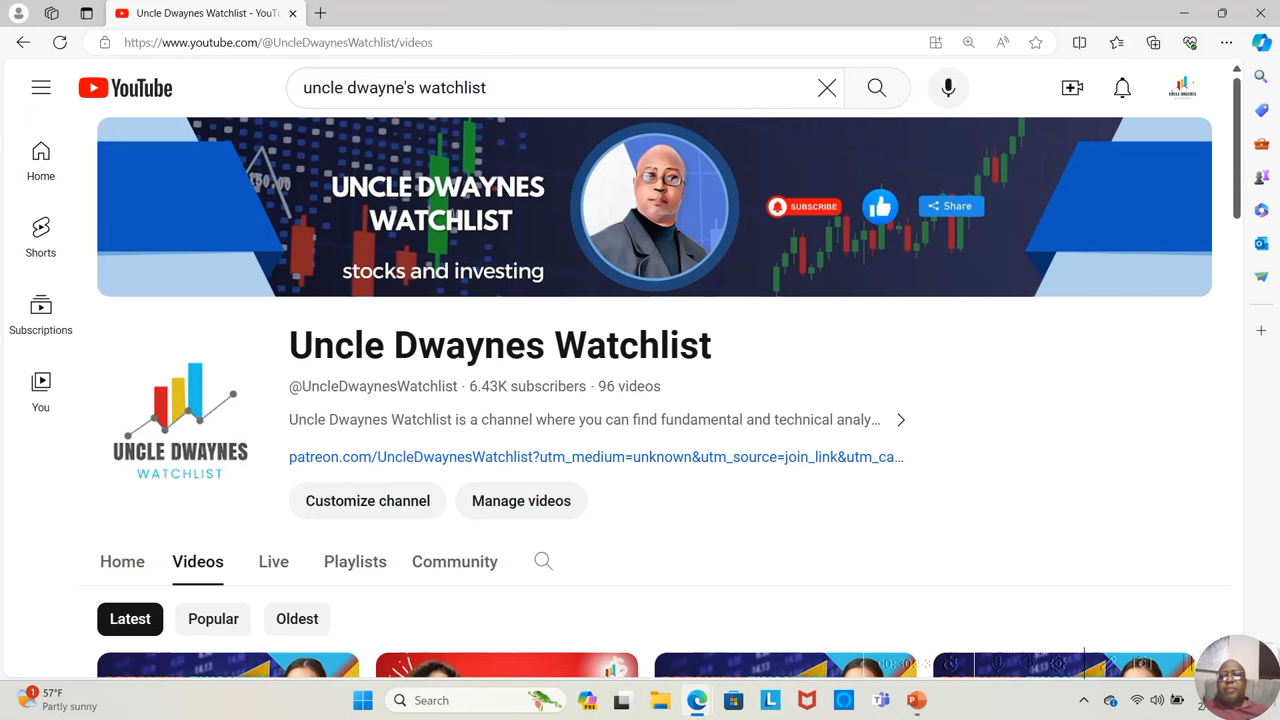 Uncle Dwaynes Watchlist - YouTu
https://www.youtube.com/@UncleDwaynesWatchlist/videos
YouTube
uncle dwayne's watchlist
UNCLE DWAYNES
WATCHLIST
stocks and investing
SUBSCRIBE
Share
Home
Shorts
Subscriptions
You
Uncle Dwaynes Watchlist
@UncleDwaynesWatchlist · 6.43K subscribers · 96 videos
Uncle Dwaynes Watchlist is a channel where you can find fundamental and technical analy...
patreon.com/UncleDwaynesWatchlist?utm_medium=unknown&utm_source=join_link&utm_ca...
UNCLE DWAYNES
WATCHLIST
Customize channel
Manage videos
Home
Videos
Live
Playlists
Community
Latest
Popular
Oldest
1
57°F
Partly sunny
Search
PRE